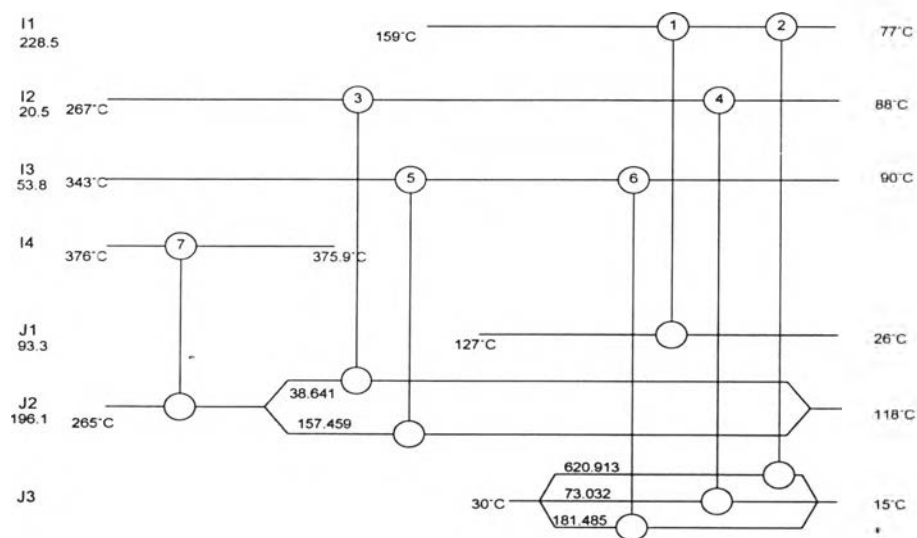 I1 159˚C 1 2 77˚C
228.5
I2 267˚C 3 4 88˚C
20.5
I3 343˚C 5 6 90˚C
53.8
I4 376˚C 7 375.9˚C
J1 127˚C 26˚C
93.3
38.641
J2 265˚C 118˚C
196.1
157.459
620.913
J3 30˚C 73.032 15˚C
181.485